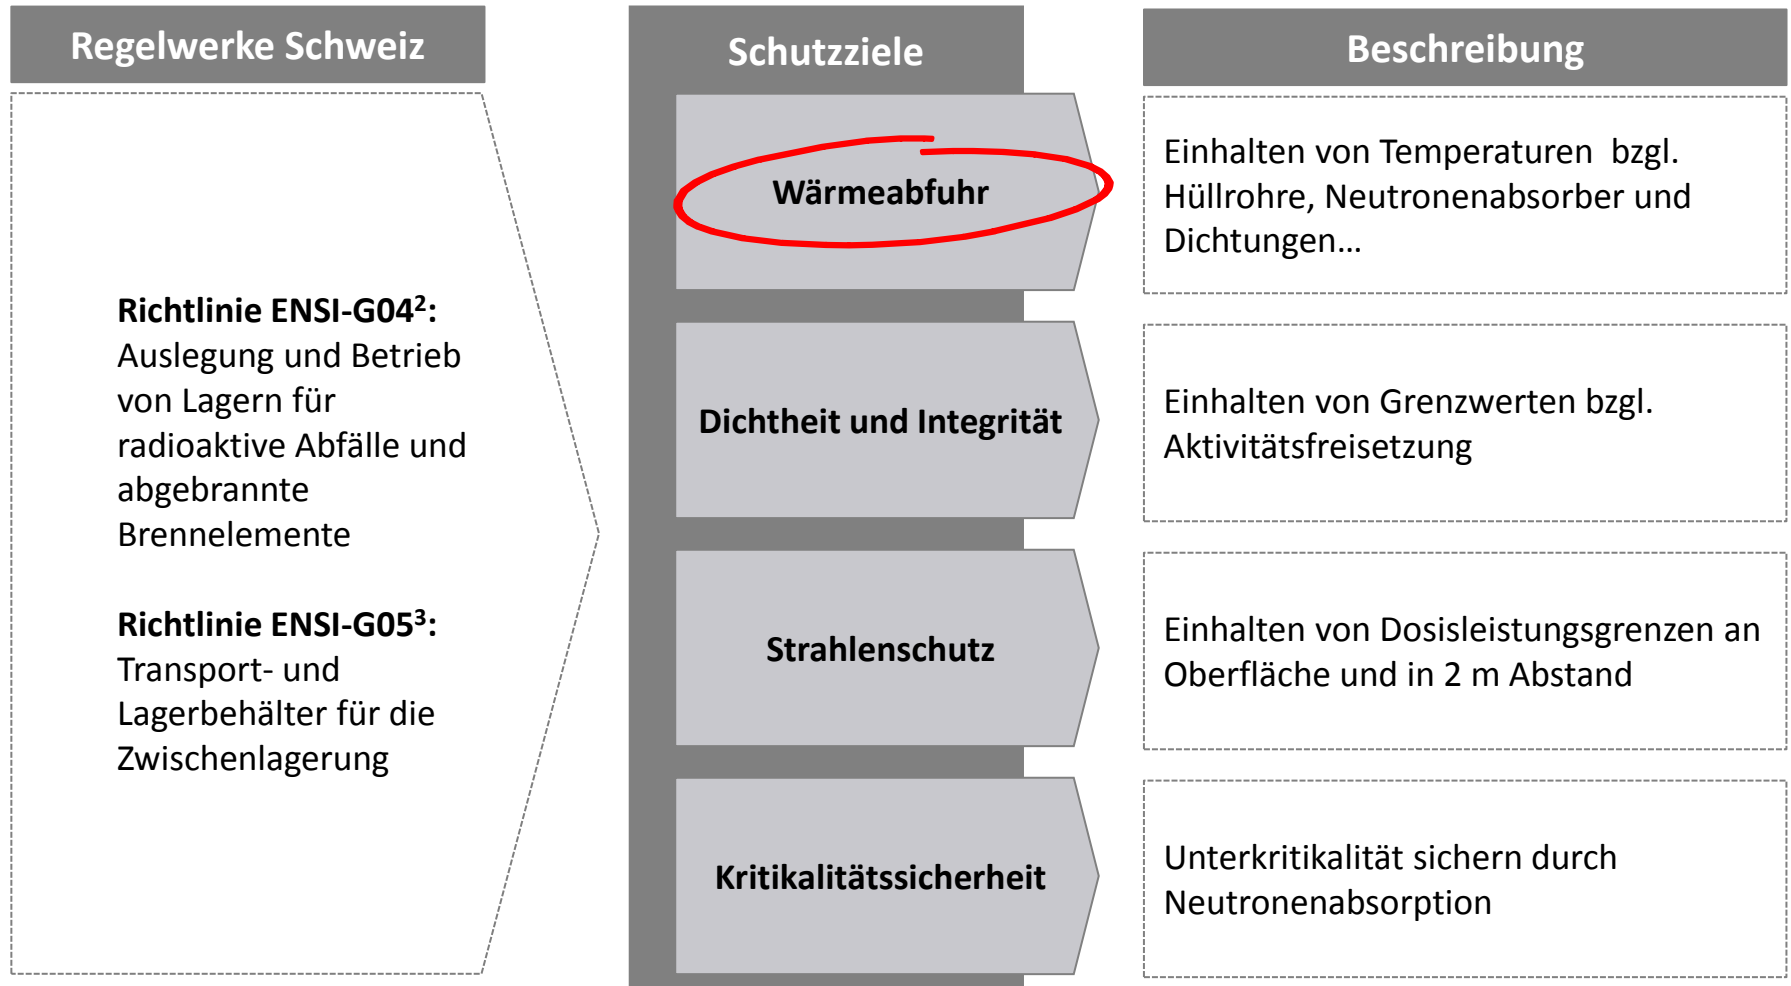 Regelwerke Schweiz
Richtlinie ENSI-G04²:
Auslegung und Betrieb
von Lagern für
radioaktive Abfälle und
abgebrannte
Brennelemente
Richtlinie ENSI-G05³:
Transport- und
Lagerbehälter für die
Zwischenlagerung
Schutzziele
Beschreibung
Wärmeabfuhr
Einhalten von Temperaturen  bzgl.
Hüllrohre, Neutronenabsorber und
Dichtungen…
Dichtheit und Integrität
Einhalten von Grenzwerten bzgl.
Aktivitätsfreisetzung
Strahlenschutz
Einhalten von Dosisleistungsgrenzen an
Oberfläche und in 2 m Abstand
Kritikalitätssicherheit
Unterkritikalität sichern durch
Neutronenabsorption